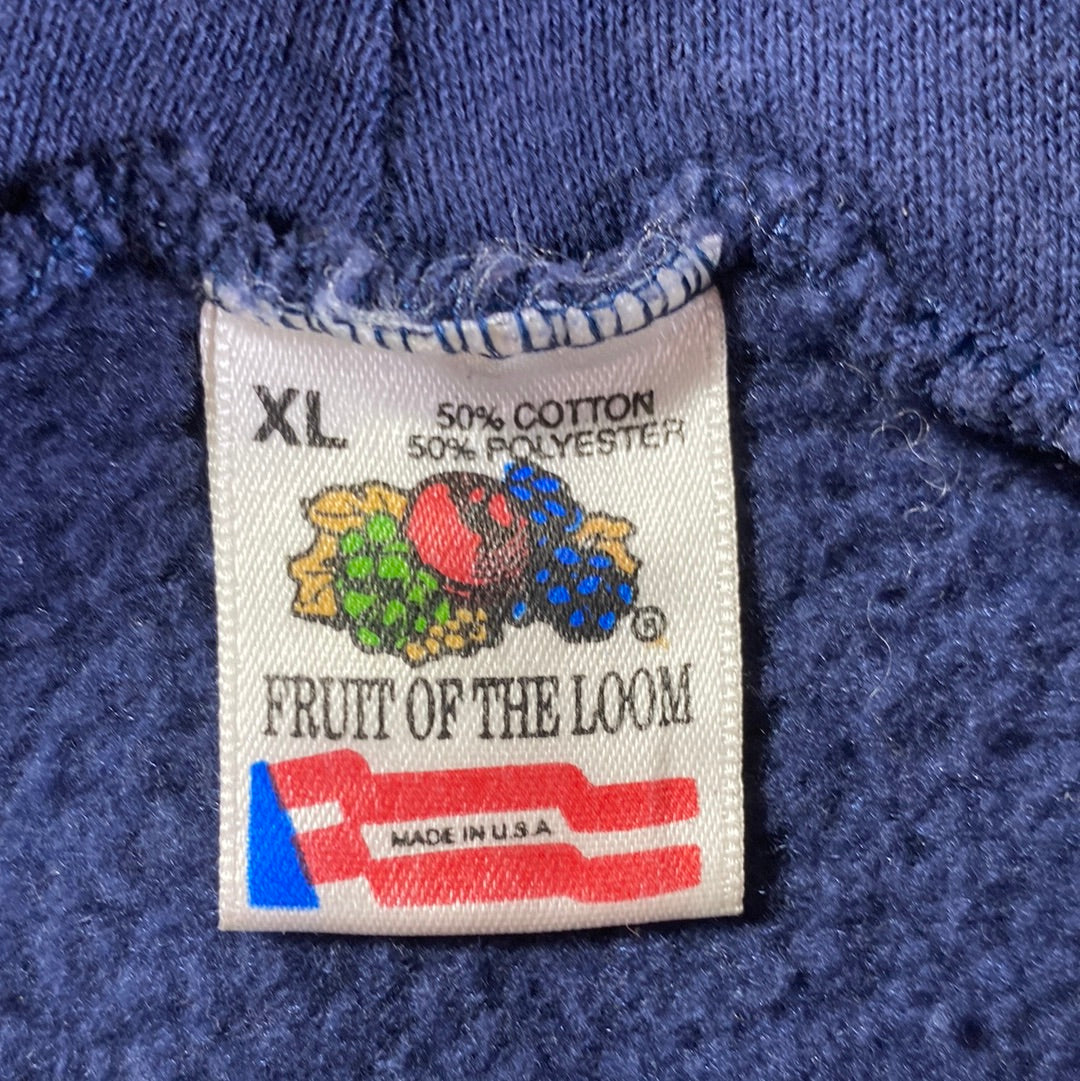 XL
50% COTTON
50% POLYESTER
®
FRUIT OF THE LOOM
MADE IN U.S.A